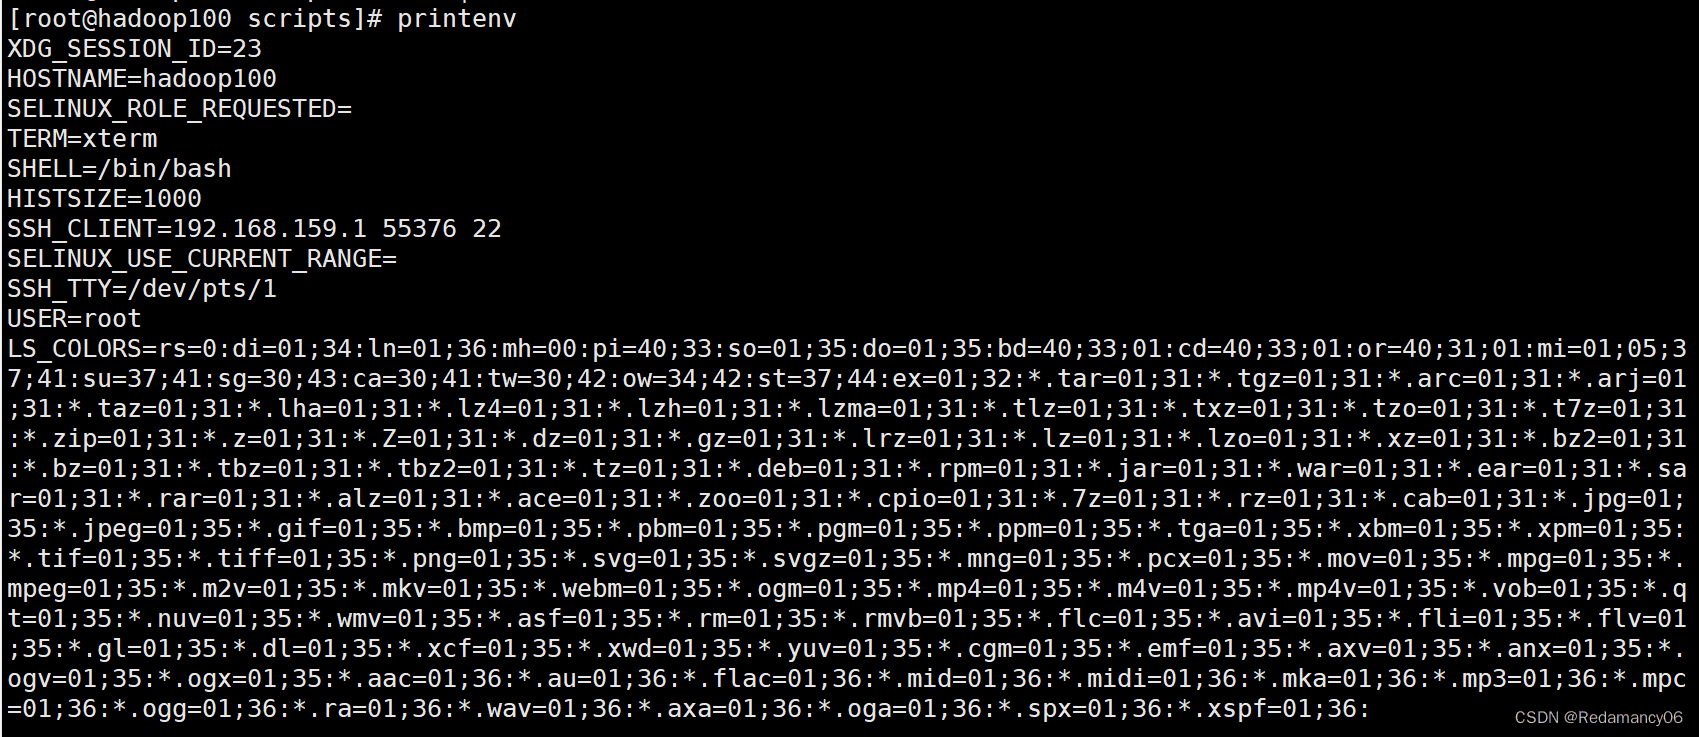 [root@hadoop100 scripts]# printenv
XDG_SESSION_ID=23
HOSTNAME=hadoop100
SELINUX_ROLE_REQUESTED=
TERM=xterm
SHELL=/bin/bash
HISTSIZE=1000
SSH_CLIENT=192.168.159.1 55376 22
SELINUX_USE_CURRENT_RANGE=
SSH_TTY=/dev/pts/1
USER=root
LS_COLORS=rs=0:di=01;34:ln=01;36:mh=00:pi=40;33:so=01;35:do=01;35:bd=40;33;01:cd=40;33;01:or=40;31;01:mi=01;05;3
7;41:su=37;41:sg=30;43:ca=30;41:tw=30;42:ow=34;42:st=37;44:ex=01;32:*.tar=01;31:*.tgz=01;31:*.arc=01;31:*.arj=01
;31:*.taz=01;31:*.lha=01;31:*.lz4=01;31:*.lzh=01;31:*.lzma=01;31:*.tlz=01;31:*.txz=01;31:*.tzo=01;31:*.t7z=01;31
:*.zip=01;31:*.z=01;31:*.Z=01;31:*.dz=01;31:*.gz=01;31:*.lrz=01;31:*.lz=01;31:*.lzo=01;31:*.xz=01;31:*.bz2=01;31
:*.bz=01;31:*.tbz=01;31:*.tbz2=01;31:*.tz=01;31:*.deb=01;31:*.rpm=01;31:*.jar=01;31:*.war=01;31:*.ear=01;31:*.sa
r=01;31:*.rar=01;31:*.alz=01;31:*.ace=01;31:*.zoo=01;31:*.cpio=01;31:*.7z=01;31:*.rz=01;31:*.cab=01;31:*.jpg=01;
35:*.jpeg=01;35:*.gif=01;35:*.bmp=01;35:*.pbm=01;35:*.pgm=01;35:*.ppm=01;35:*.tga=01;35:*.xbm=01;35:*.xpm=01;35:
*.tif=01;35:*.tiff=01;35:*.png=01;35:*.svg=01;35:*.svgz=01;35:*.mng=01;35:*.pcx=01;35:*.mov=01;35:*.mpg=01;35:*.
mpeg=01;35:*.m2v=01;35:*.mkv=01;35:*.webm=01;35:*.ogm=01;35:*.mp4=01;35:*.m4v=01;35:*.mp4v=01;35:*.vob=01;35:*.q
t=01;35:*.nuv=01;35:*.wmv=01;35:*.asf=01;35:*.rm=01;35:*.rmvb=01;35:*.flc=01;35:*.avi=01;35:*.fli=01;35:*.flv=01
;35:*.gl=01;35:*.dl=01;35:*.xcf=01;35:*.xwd=01;35:*.yuv=01;35:*.cgm=01;35:*.emf=01;35:*.axv=01;35:*.anx=01;35:*.
ogv=01;35:*.ogx=01;35:*.aac=01;36:*.au=01;36:*.flac=01;36:*.mid=01;36:*.midi=01;36:*.mka=01;36:*.mp3=01;36:*.mpc
=01;36:*.ogg=01;36:*.ra=01;36:*.wav=01;36:*.axa=01;36:*.oga=01;36:*.spx=01;36:*.xspf=01;36:
CSDN @Redamancy06